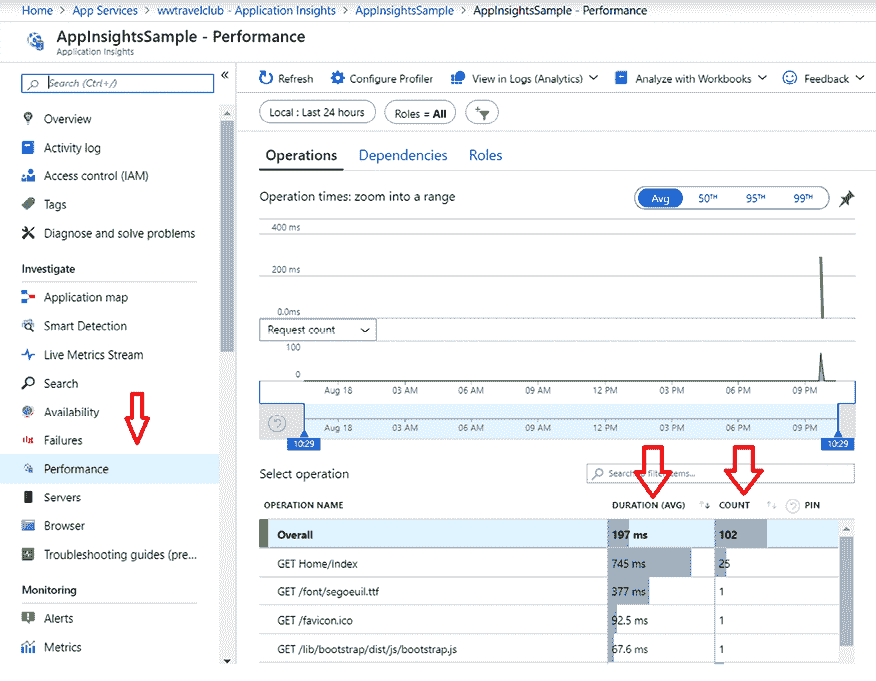 Home > App Services > wvtravelclub - Application Insights > AppInsightsSample > AppInsightsSample - Performance
AppInsightsSample - Performance
Application Insights
Search (Ctrl+/)
«
Refresh Configure Profiler View in Logs (Analytics) Analyze with Workbooks Feedback
Local : Last 24 hours Roles = All
Overview
Activity log
Access control (IAM)
Tags
Diagnose and solve problems
Investigate
Application map
Smart Detection
Live Metrics Stream
Search
Availability
Failures
Performance
Servers
Browser
Troubleshooting guides (pre...
Monitoring
Alerts
Metrics
Operations Dependencies Roles
Operation times: zoom into a range
Avg 50TH 95TH 99TH
400 ms
200 ms
0.0ms
Request count
100
0
Aug 18 03 AM 06 AM 09 AM 12 PM 03 PM 06 PM 09 PM
Aug 18 03 AM 06 AM 09 AM 12 PM 03 PM 06 PM 09 PM
10:29 10:29
Select operation
Search to filter items...
OPERATION NAME DURATION (AVG) COUNT PIN
Overall 197 ms 102
GET Home/Index 745 ms 25
GET /font/segoeuil.ttf 377 ms 1
GET /favicon.ico 92.5 ms 1
GET /lib/bootstrap/dist/js/bootstrap.js 67.6 ms 1